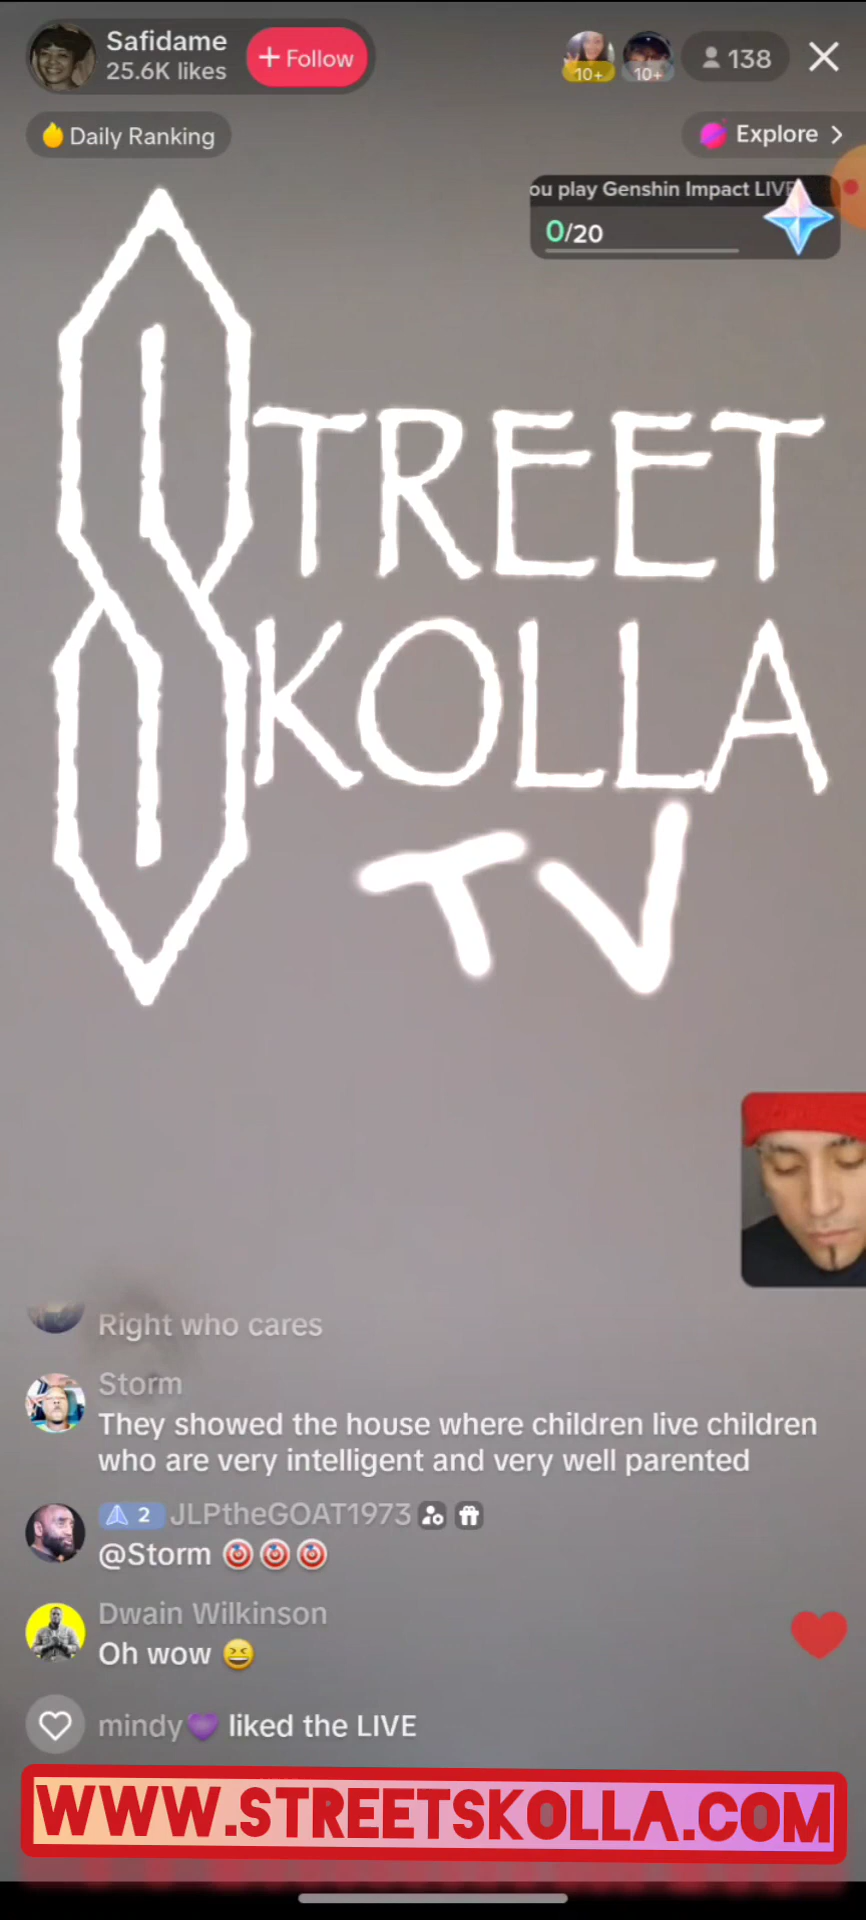 Safidame
25.6K likes
+ Follow
10+
10+
138
Daily Ranking
Explore
ou play Genshin Impact LIVE
0/20
STREET
SKOLLA
TV
Right who cares
Storm
They showed the house where children live children
who are very intelligent and very well parented
2 JLPtheGOAT1973
@Storm 🎯🎯🎯
Dwain Wilkinson
Oh wow 😆
mindy💜 liked the LIVE
WWW.STREETSKOLLA.COM